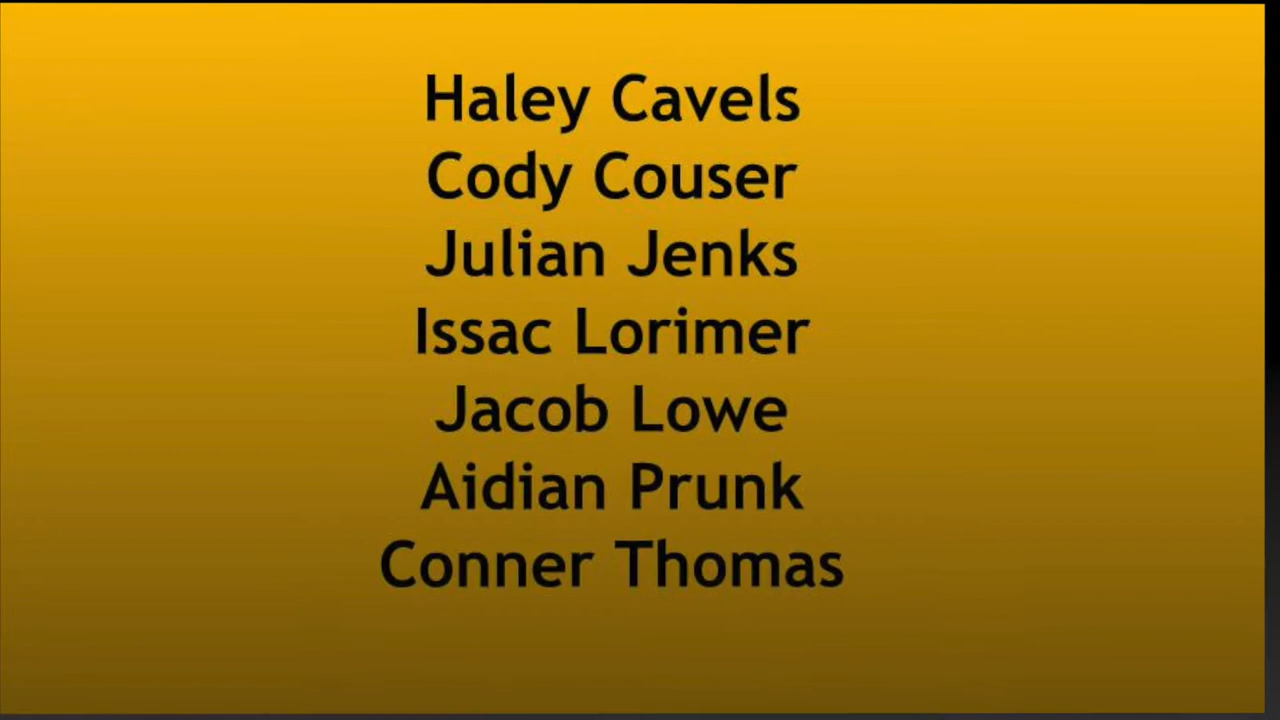 Haley Cavels
Cody Couser
Julian Jenks
Issac Lorimer
Jacob Lowe
Aidian Prunk
Conner Thomas